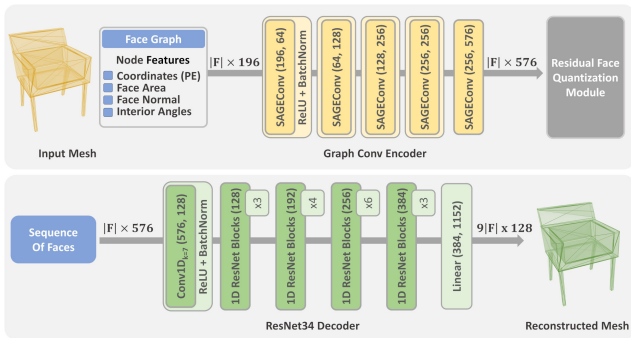 Face Graph
Node Features
Coordinates (PE)
Face Area
Face Normal
Interior Angles
Input Mesh
|F| × 196
SAGEConv (196, 64)
ReLU + BatchNorm
SAGEConv (64, 128)
SAGEConv (128, 256)
SAGEConv (256, 256)
SAGEConv (256, 576)
Graph Conv Encoder
|F| × 576
Residual Face
Quantization
Module
Sequence
Of Faces
|F| × 576
Conv1Dₖ₌₇ (576, 128)
ReLU + BatchNorm
1D ResNet Blocks (128)
x3
1D ResNet Blocks (192)
x4
1D ResNet Blocks (256)
x6
1D ResNet Blocks (384)
x3
Linear (384, 1152)
9|F| x 128
ResNet34 Decoder
Reconstructed Mesh